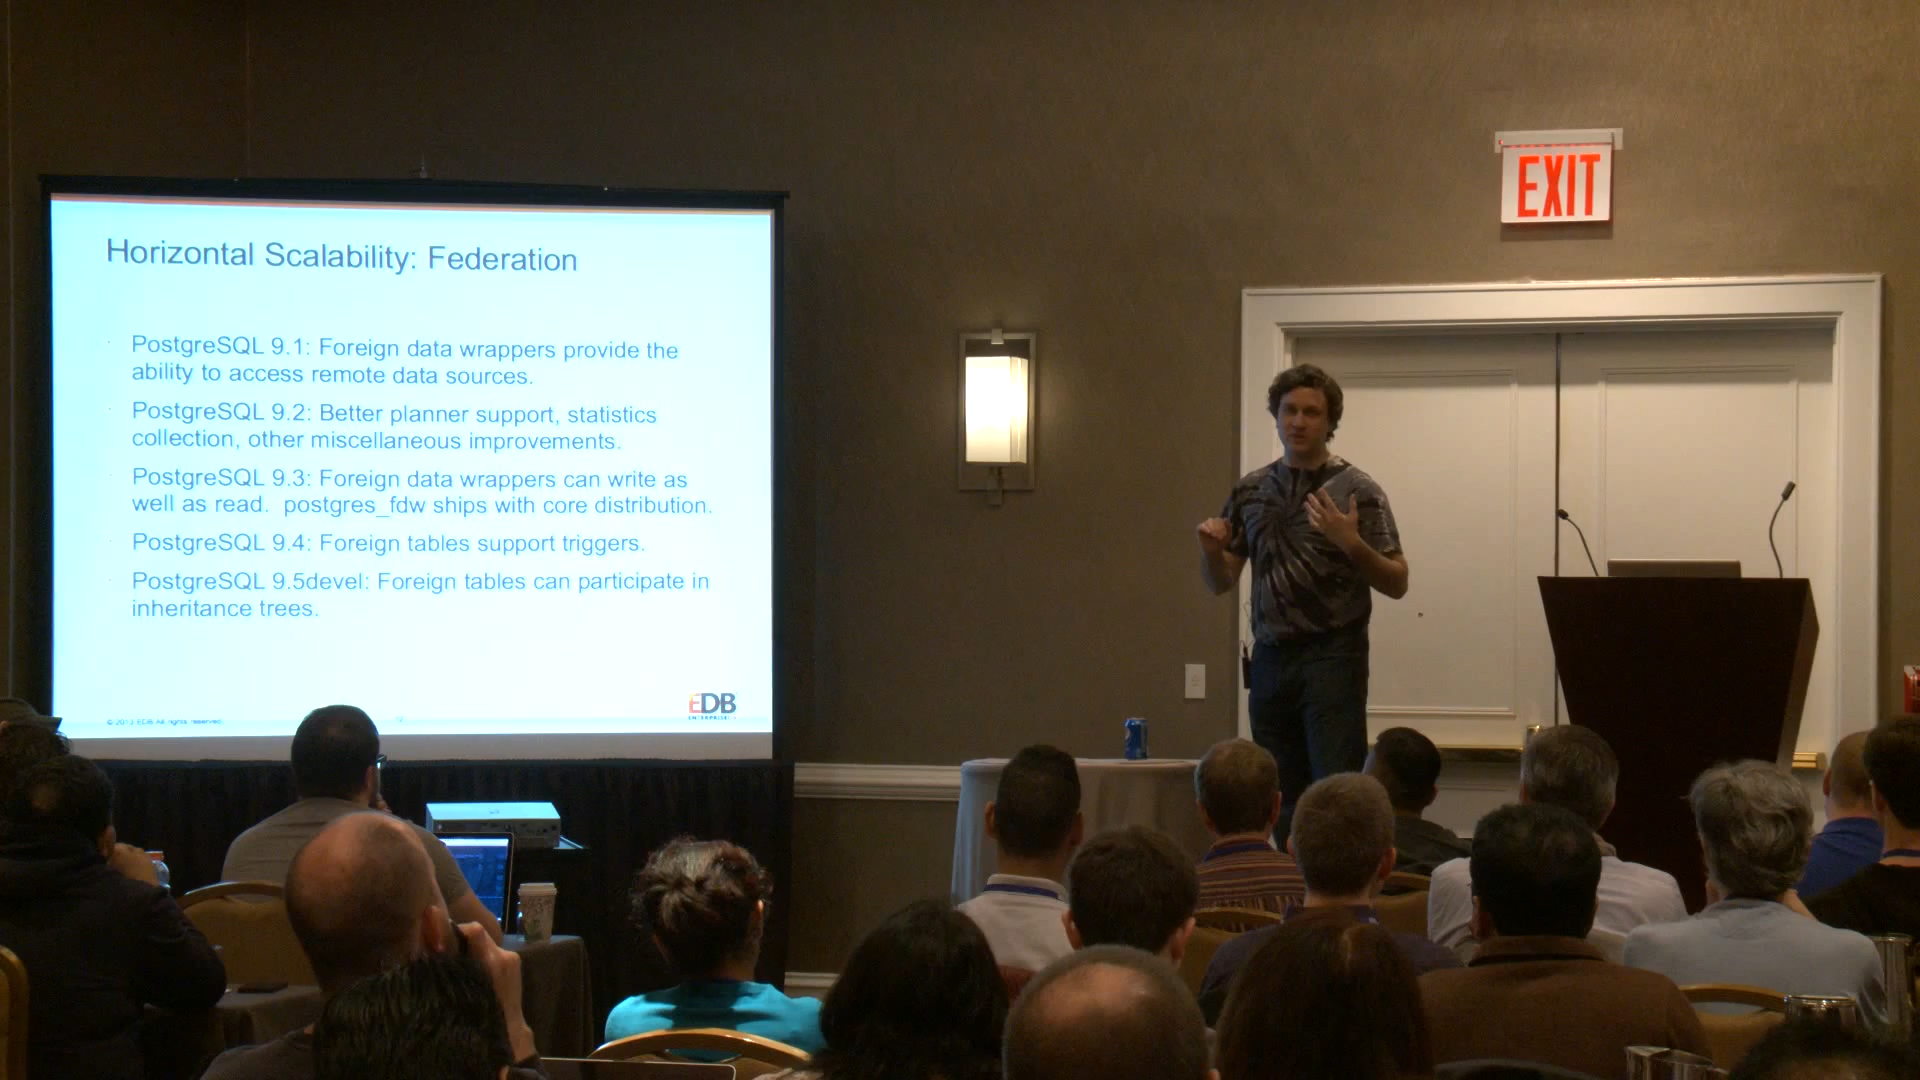 Horizontal Scalability: Federation
PostgreSQL 9.1: Foreign data wrappers provide the
ability to access remote data sources.
PostgreSQL 9.2: Better planner support, statistics
collection, other miscellaneous improvements.
PostgreSQL 9.3: Foreign data wrappers can write as
well as read. postgres_fdw ships with core distribution.
PostgreSQL 9.4: Foreign tables support triggers.
PostgreSQL 9.5devel: Foreign tables can participate in
inheritance trees.
EDB
EXIT